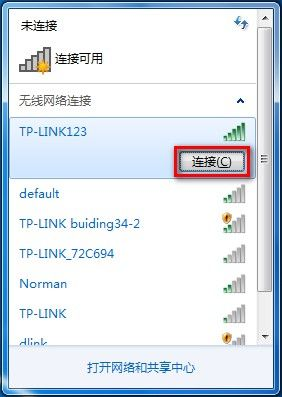 未连接
连接可用
无线网络连接
TP-LINK123
连接(C)
default
TP-LINK buiding34-2
TP-LINK_72C694
Norman
TP-LINK
dlink
打开网络和共享中心